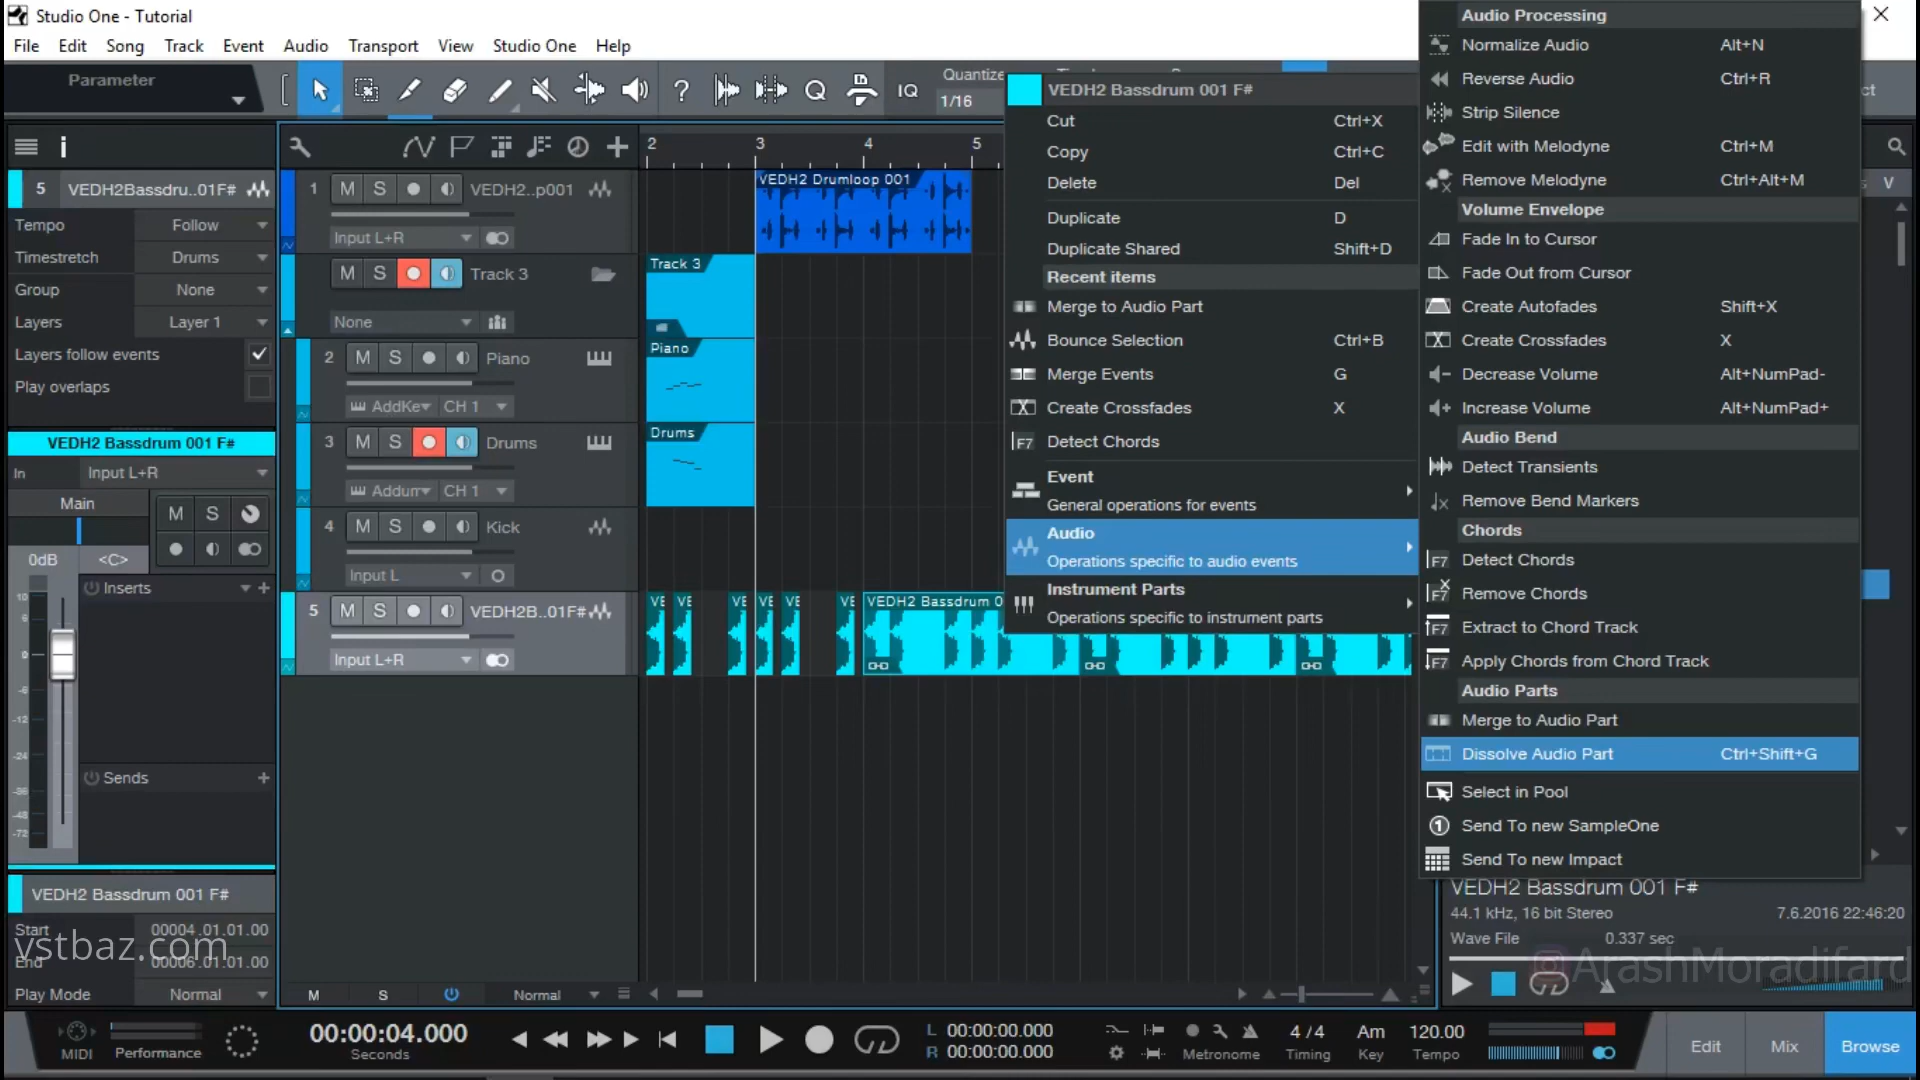 Studio One - Tutorial
File Edit Song Track Event Audio Transport View Studio One Help
Parameter
IQ
Quantize
1/16
5 VEDH2Bassdru..01F#
Tempo Follow
Timestretch Drums
Group None
Layers Layer 1
Layers follow events
Play overlaps
VEDH2 Bassdrum 001 F#
In Input L+R
Main
M S
0dB <C>
Inserts
Sends
VEDH2 Bassdrum 001 F#
Start 00004.01.01.00
vstbaz.com
End 00006.01.01.00
Play Mode Normal
2 3 4 5
1 M S VEDH2..p001
Input L+R
M S Track 3
None
2 M S Piano
AddKe CH 1
3 M S Drums
Addum CH 1
4 M S Kick
Input L
5 M S VEDH2B..01F#
Input L+R
VEDH2 Drumloop 001
Track 3
Piano
Drums
VE VE VE VE VE VE VEDH2 Bassdrum 0
M S Normal
VEDH2 Bassdrum 001 F#
Cut Ctrl+X
Copy Ctrl+C
Delete Del
Duplicate D
Duplicate Shared Shift+D
Recent items
Merge to Audio Part
Bounce Selection Ctrl+B
Merge Events G
Create Crossfades X
Detect Chords
Event
General operations for events
Audio
Operations specific to audio events
Instrument Parts
Operations specific to instrument parts
Audio Processing
Normalize Audio Alt+N
Reverse Audio Ctrl+R
Strip Silence
Edit with Melodyne Ctrl+M
Remove Melodyne Ctrl+Alt+M
Volume Envelope
Fade In to Cursor
Fade Out from Cursor
Create Autofades Shift+X
Create Crossfades X
Decrease Volume Alt+NumPad-
Increase Volume Alt+NumPad+
Audio Bend
Detect Transients
Remove Bend Markers
Chords
Detect Chords
Remove Chords
Extract to Chord Track
Apply Chords from Chord Track
Audio Parts
Merge to Audio Part
Dissolve Audio Part Ctrl+Shift+G
Select in Pool
Send To new SampleOne
Send To new Impact
VEDH2 Bassdrum 001 F#
44.1 kHz, 16 bit Stereo 7.6.2016 22:46:20
Wave File 0.337 sec
ArashMoradifard
MIDI Performance
00:00:04.000
Seconds
L 00:00:00.000
R 00:00:00.000
Metronome
4 / 4
Timing
Am
Key
120.00
Tempo
Edit Mix Browse